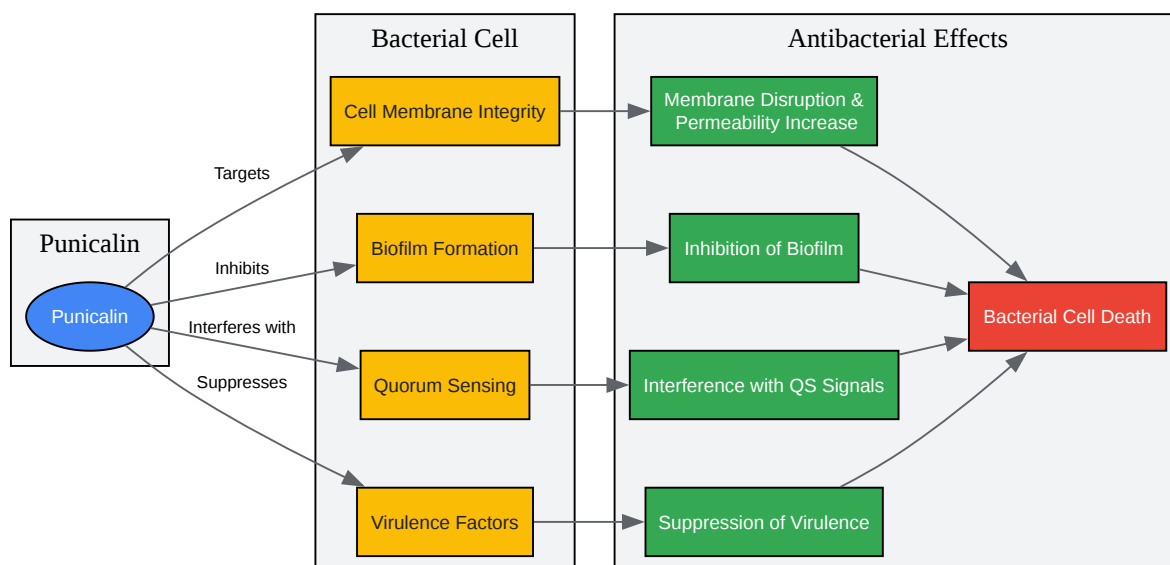 Bacterial Cell
Antibacterial Effects
Cell Membrane Integrity
Membrane Disruption &
Permeability Increase
Targets
Punicalin
Biofilm Formation
Inhibition of Biofilm
Inhibits
Punicalin
Bacterial Cell Death
Interferes with
Quorum Sensing
Interference with QS Signals
Suppresses
Virulence Factors
Suppression of Virulence